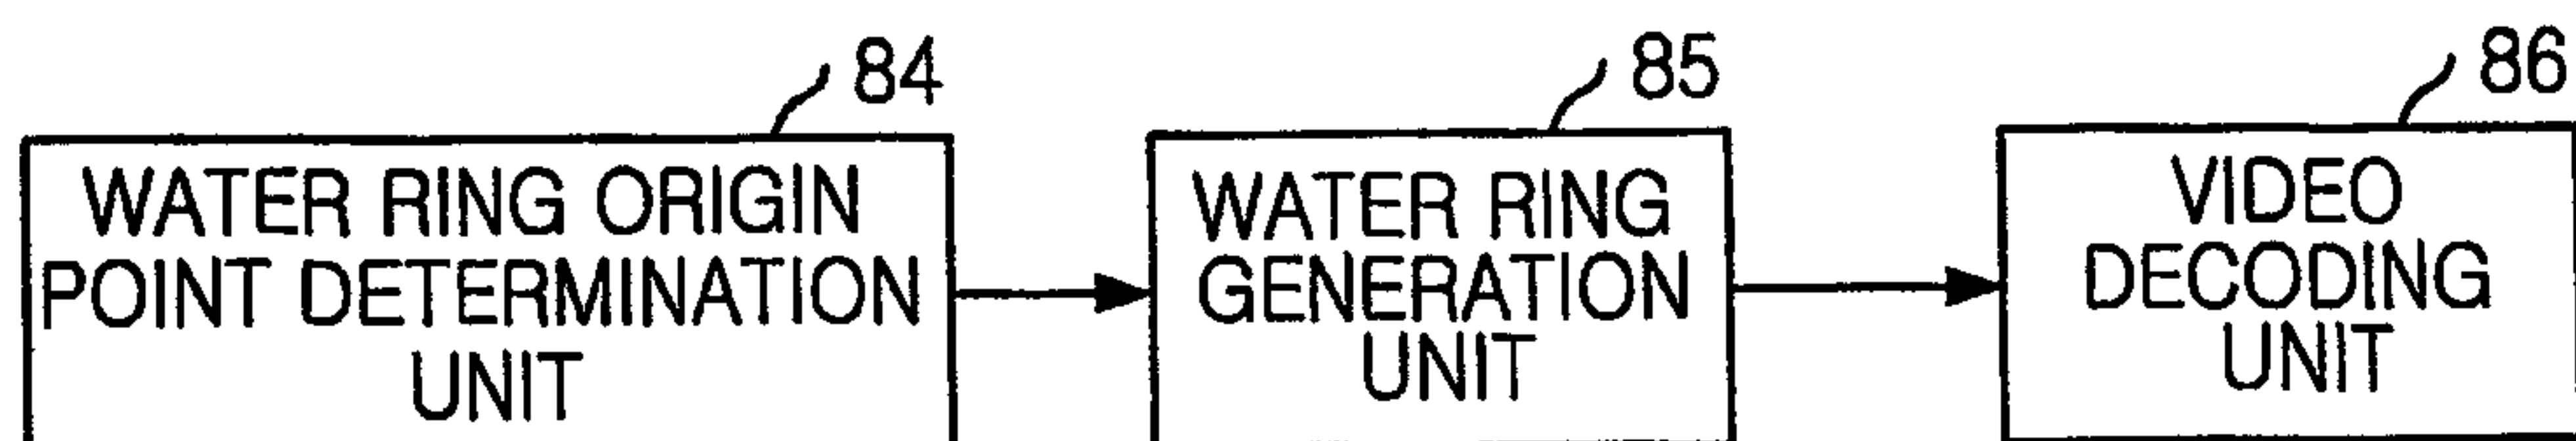 84
WATER RING ORIGIN
POINT DETERMINATION
UNIT
85
WATER RING
GENERATION
UNIT
86
VIDEO
DECODING
UNIT